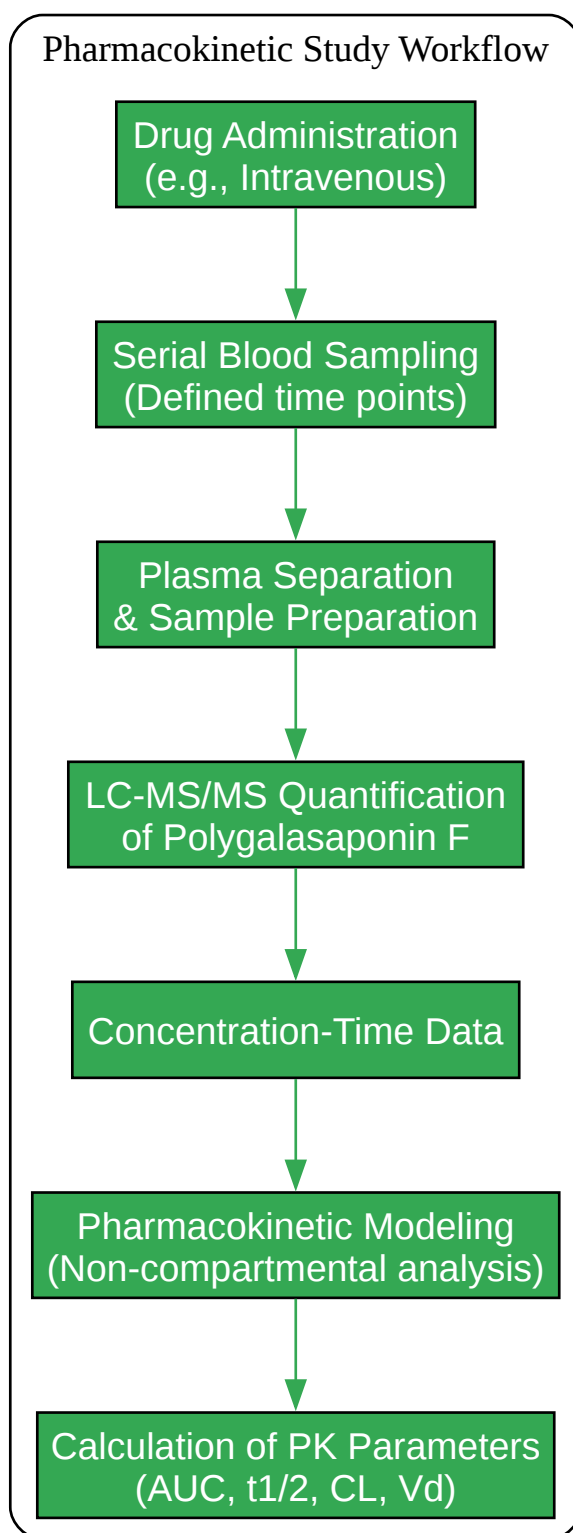 Pharmacokinetic Study Workflow
Drug Administration
(e.g., Intravenous)
Serial Blood Sampling
(Defined time points)
Plasma Separation
& Sample Preparation
LC-MS/MS Quantification
of Polygalasaponin F
Concentration-Time Data
Pharmacokinetic Modeling
(Non-compartmental analysis)
Calculation of PK Parameters
(AUC, t1/2, CL, Vd)